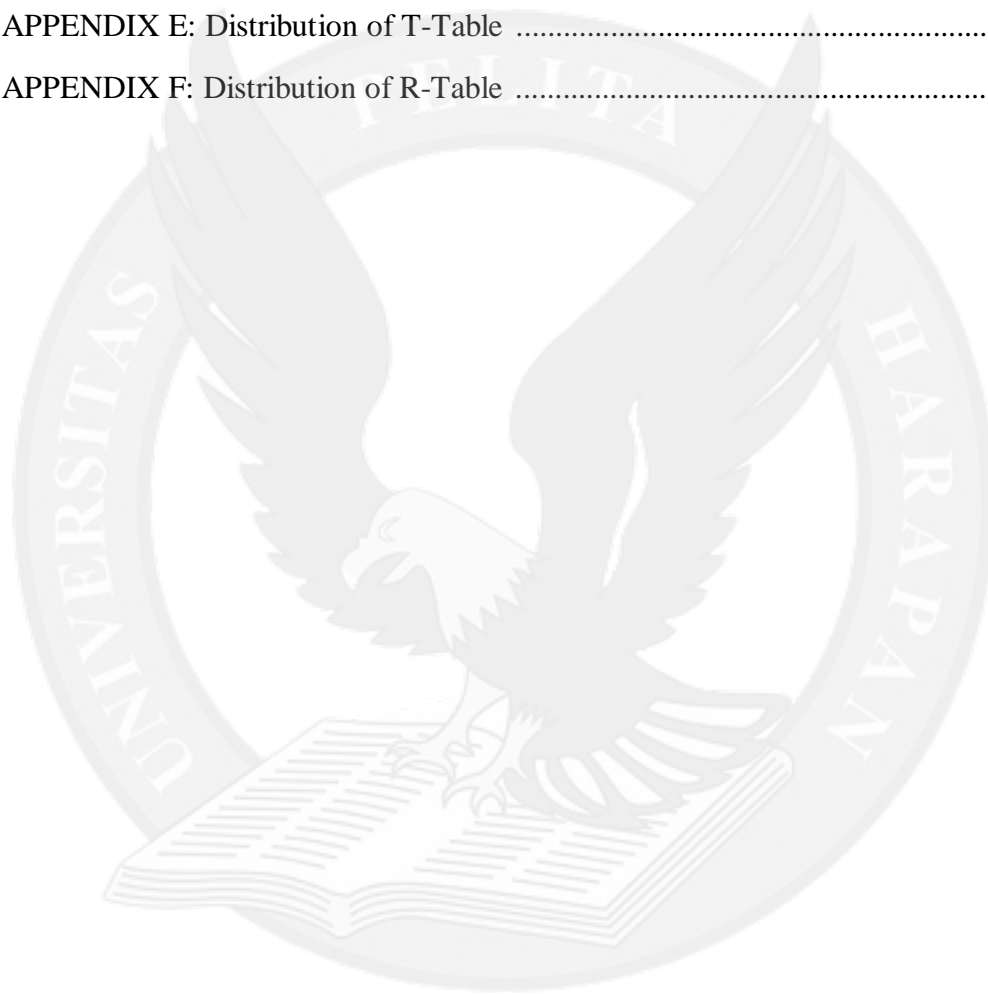 APPENDIX E: Distribution of T-Table ..........................................................
APPENDIX F: Distribution of R-Table ..........................................................
UNIVERSITAS PELITA HARAPAN